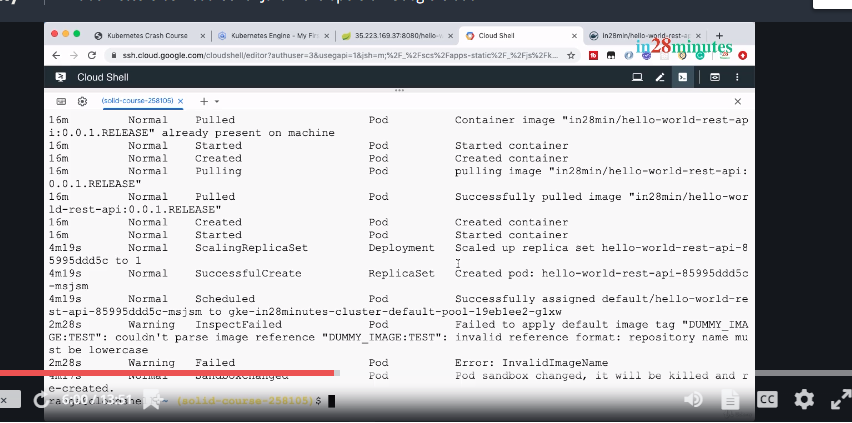 Kubernetes Crash Course
Kubernetes Engine - My Firs
35.223.169.37:8080/hello-w
Cloud Shell
in28min/hello-world-rest-ap
ssh.cloud.google.com/cloudshell/editor?authuser=3&usegapi=1&jsh=m;%2F_%2Fscs%2Fapps-static%2F_%2Fjs%2Fk...
in28minutes
Cloud Shell
(solid-course-258105)
16m Normal Pulled Pod Container image "in28min/hello-world-rest-ap
i:0.0.1.RELEASE" already present on machine
16m Normal Started Pod Started container
16m Normal Created Pod Created container
16m Normal Pulling Pod pulling image "in28min/hello-world-rest-api:
0.0.1.RELEASE"
16m Normal Pulled Pod Successfully pulled image "in28min/hello-wor
ld-rest-api:0.0.1.RELEASE"
16m Normal Created Pod Created container
16m Normal Started Pod Started container
4m19s Normal ScalingReplicaSet Deployment Scaled up replica set hello-world-rest-api-8
5995ddd5c to 1
4m19s Normal SuccessfulCreate ReplicaSet Created pod: hello-world-rest-api-85995ddd5c
-msjsm
4m19s Normal Scheduled Pod Successfully assigned default/hello-world-re
st-api-85995ddd5c-msjsm to gke-in28minutes-cluster-default-pool-19eb1ee2-g1xw
2m28s Warning InspectFailed Pod Failed to apply default image tag "DUMMY_IMA
GE:TEST": couldn't parse image reference "DUMMY_IMAGE:TEST": invalid reference format: repository name mu
st be lowercase
2m28s Warning Failed Pod Error: InvalidImageName
4m19s Normal SandboxChanged Pod Pod sandbox changed, it will be killed and r
e-created.
(solid-course-258105)$
CC